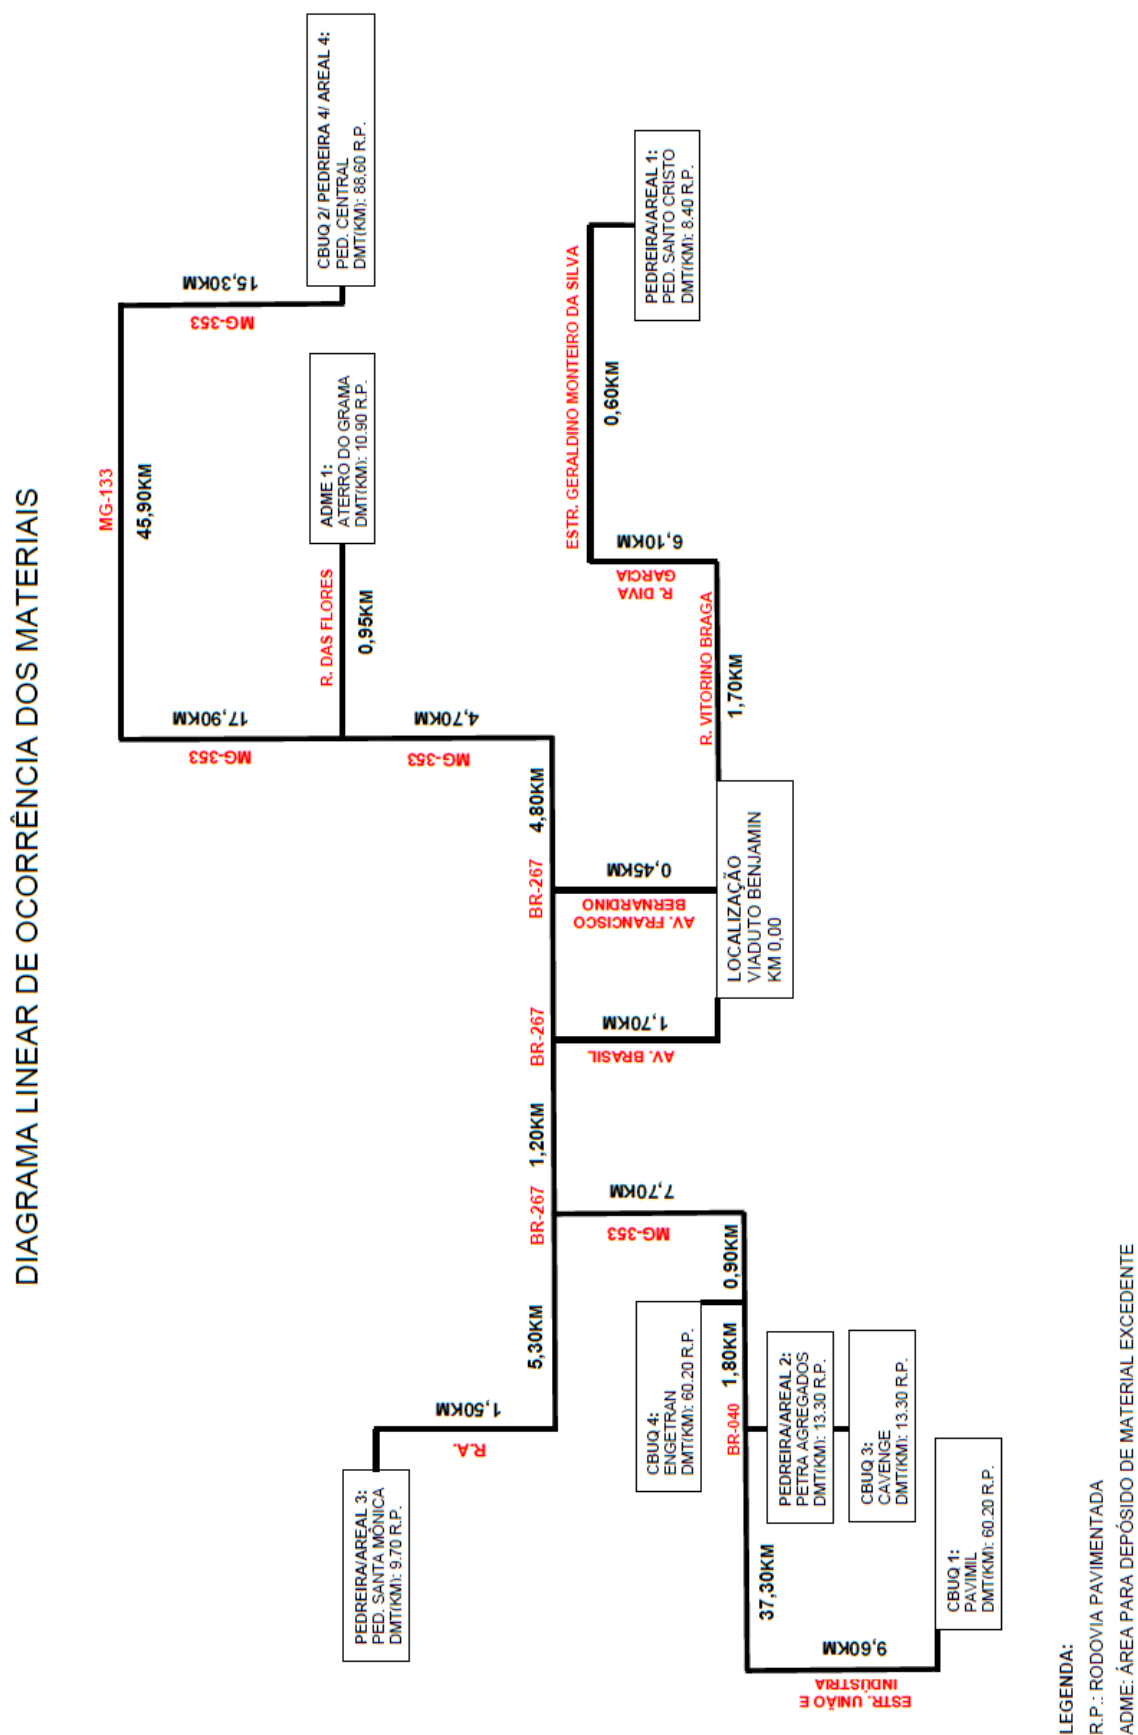 DIAGRAMA LINEAR DE OCORRÊNCIA DOS MATERIAIS
MG-133
45,90KM
MG-353
15,30KM
CBUQ 2/ PEDREIRA 4/ AREAL 4:
PED. CENTRAL
DMT(KM): 88,60 R.P.
MG-353
17,90KM
R. DAS FLORES
0,95KM
ADME 1:
ATERRO DO GRAMA
DMT(KM): 10.90 R.P.
MG-353
4,70KM
BR-267
4,80KM
BR-267
BR-267
1,20KM
5,30KM
R.A.
1,50KM
PEDREIRA/AREAL 3:
PED. SANTA MÔNICA
DMT(KM): 9.70 R.P.
AV. FRANCISCO
BERNARDINO
0,45KM
AV. BRASIL
1,70KM
LOCALIZAÇÃO
VIADUTO BENJAMIN
KM 0,00
R. VITORINO BRAGA
1,70KM
R. DIVA
GARCIA
6,10KM
ESTR. GERALDINO MONTEIRO DA SILVA
0,60KM
PEDREIRA/AREAL 1:
PED. SANTO CRISTO
DMT(KM): 8.40 R.P.
MG-353
7,70KM
0,90KM
CBUQ 4:
ENGETRAN
DMT(KM): 60.20 R.P.
BR-040
1,80KM
PEDREIRA/AREAL 2:
PETRA AGREGADOS
DMT(KM): 13.30 R.P.
CBUQ 3:
CAVENGE
DMT(KM): 13.30 R.P.
37,30KM
ESTR. UNIÃO E
INDÚSTRIA
9,60KM
CBUQ 1:
PAVIMIL
DMT(KM): 60.20 R.P.
LEGENDA:
R.P.: RODOVIA PAVIMENTADA
ADME: ÁREA PARA DEPÓSIDO DE MATERIAL EXCEDENTE